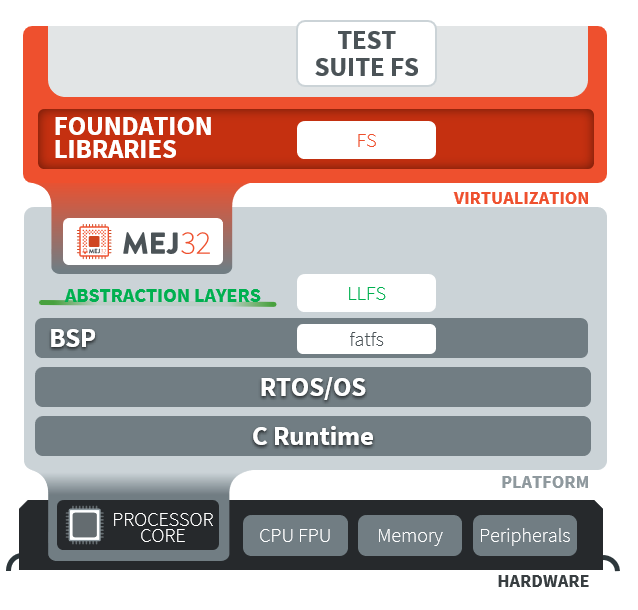 TEST
SUITE FS
FOUNDATION
LIBRARIES
FS
VIRTUALIZATION
MEJ
MEJ32
ABSTRACTION LAYERS
LLFS
BSP
fatfs
RTOS/OS
C Runtime
PLATFORM
PROCESSOR
CORE
CPU FPU
Memory
Peripherals
HARDWARE